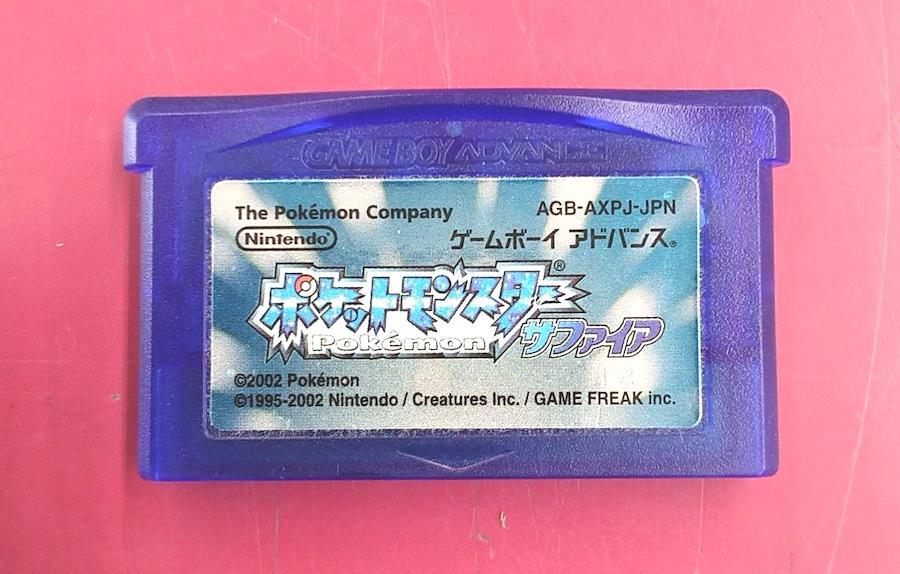 GAME BOY ADVANCE
The Pokémon Company
AGB-AXPJ-JPN
Nintendo
ゲームボーイ アドバンス®
ポケットモンスター®
Pokémon
サファイア
©2002 Pokémon
©1995-2002 Nintendo / Creatures Inc. / GAME FREAK inc.